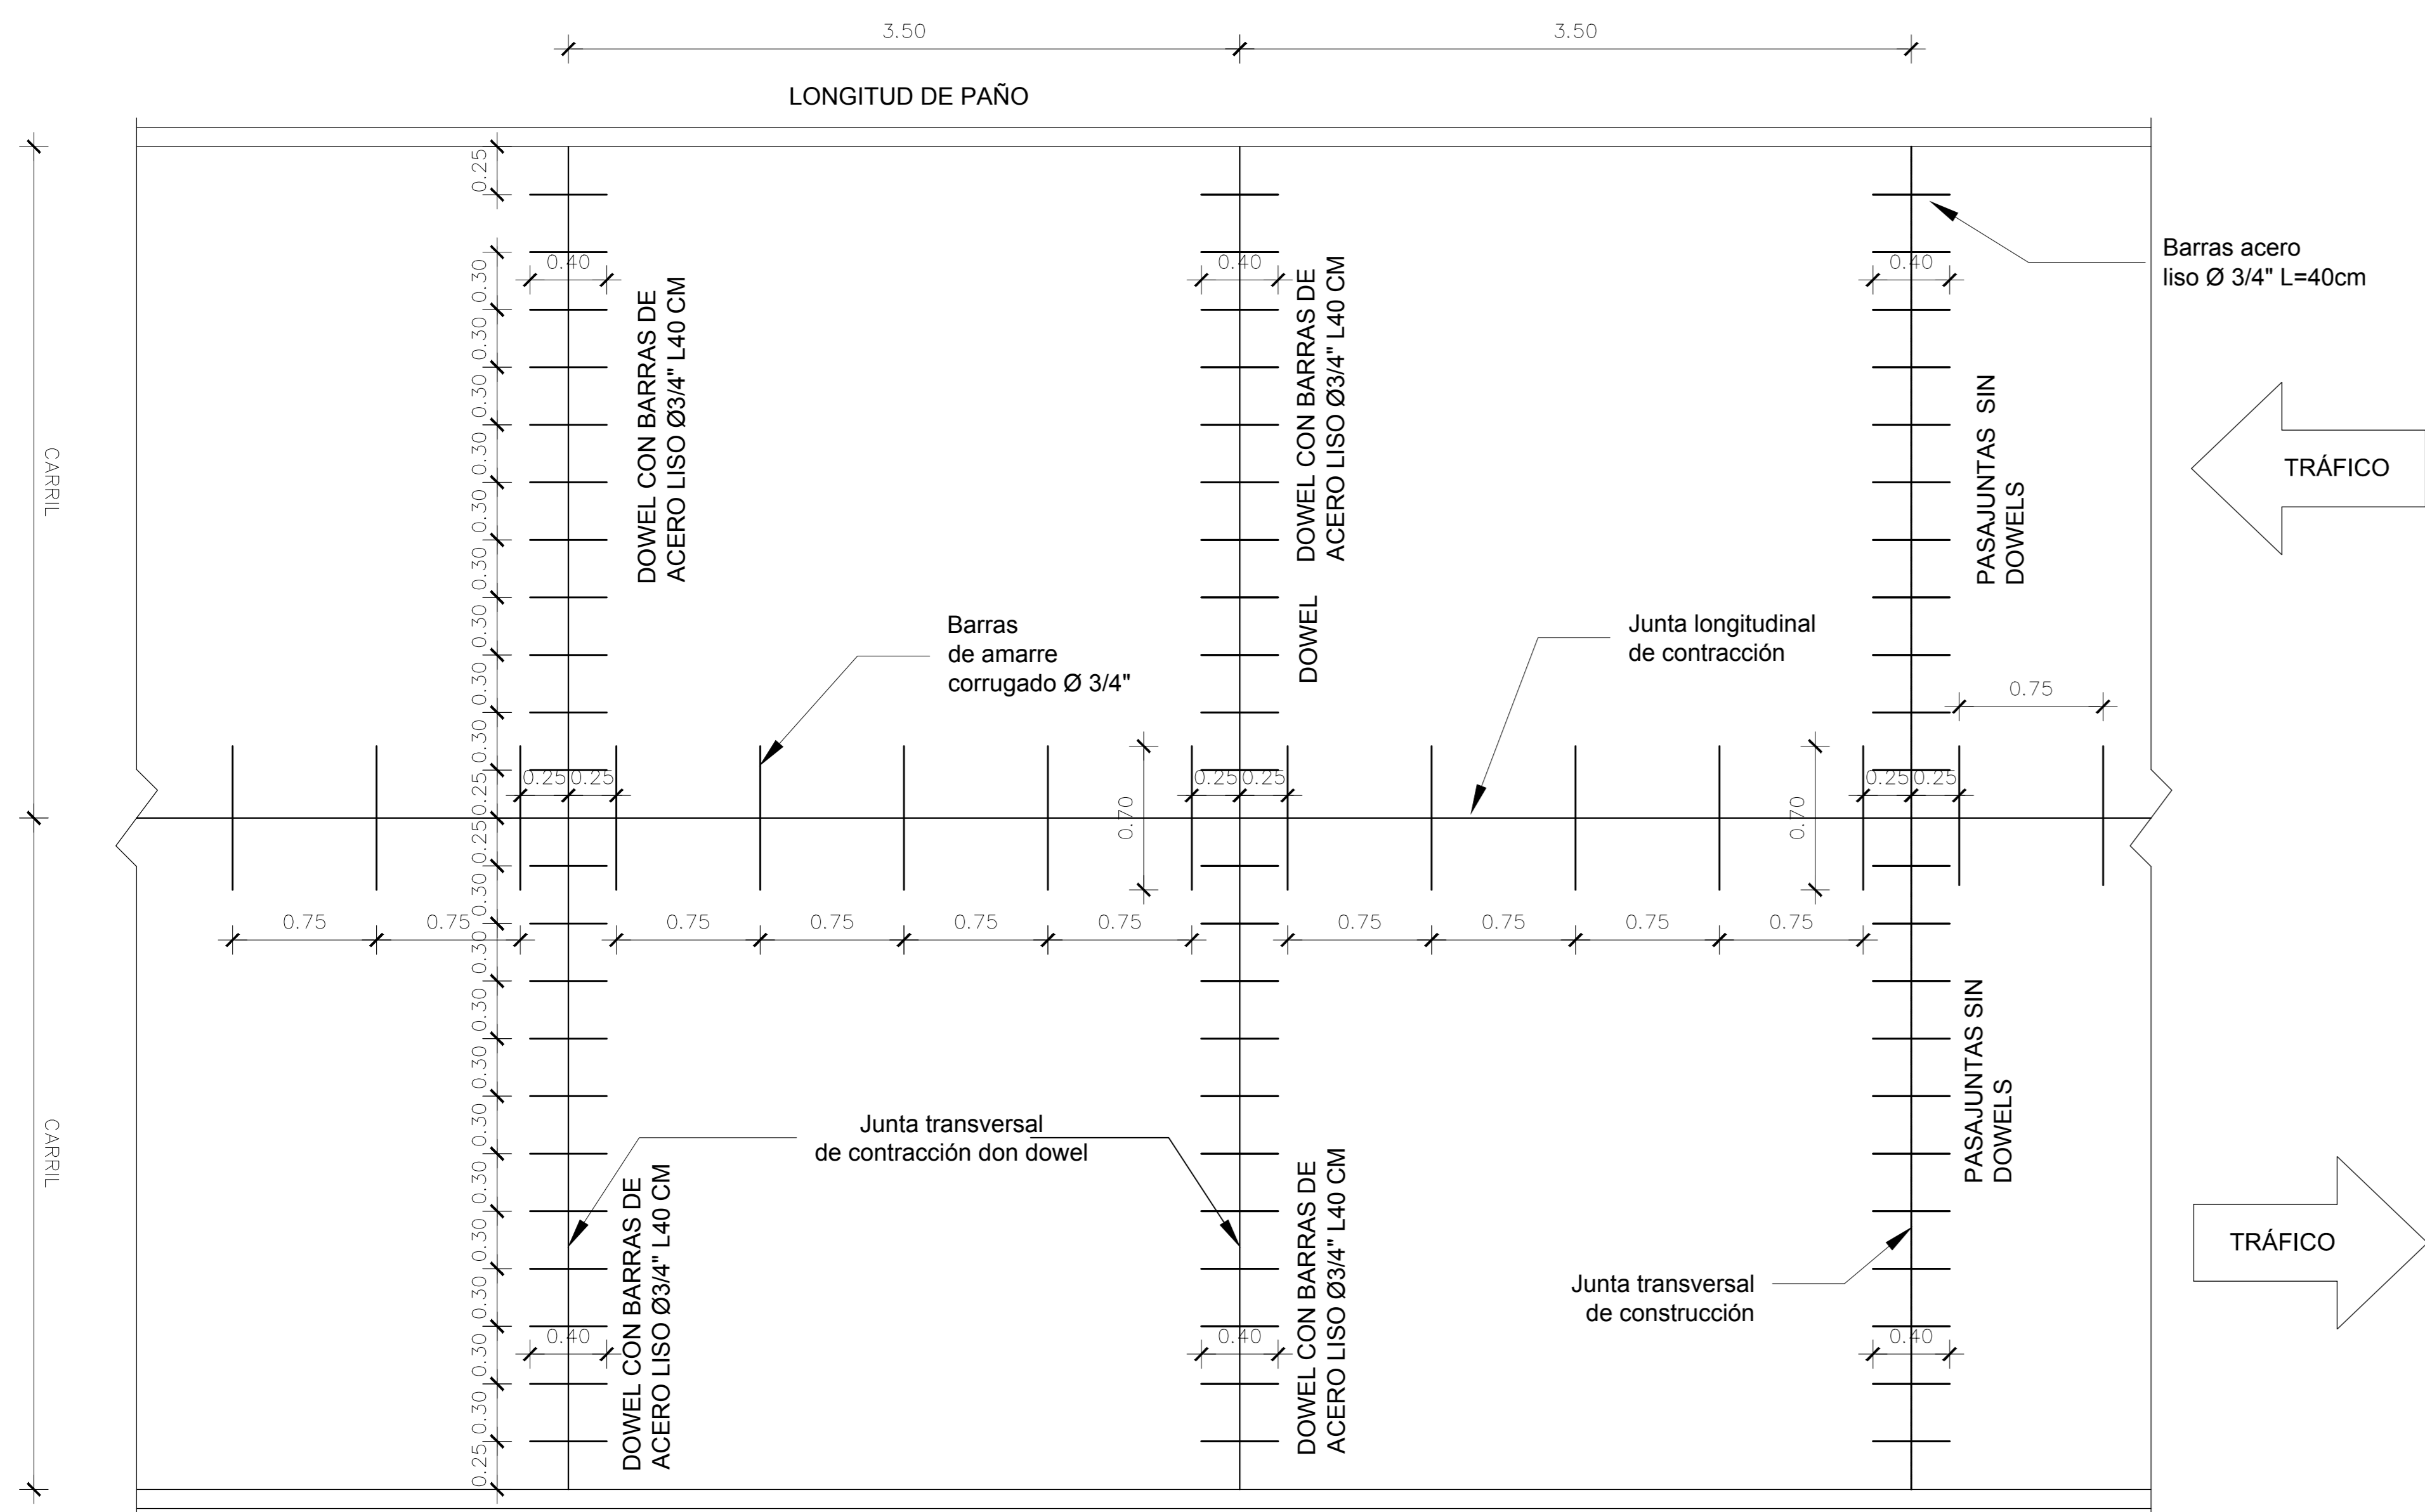 3.50
3.50
LONGITUD DE PAÑO
CARRIL
CARRIL
0.25
0.30
0.30
0.30
0.30
0.30
0.30
0.30
0.30
0.30
0.25
0.25
0.30
0.30
0.30
0.30
0.30
0.30
0.30
0.30
0.30
0.30
0.25
0.40
0.40
0.40
DOWEL CON BARRAS DE
ACERO LISO Ø3/4" L40 CM
DOWEL CON BARRAS DE
ACERO LISO Ø3/4" L40 CM
DOWEL
PASAJUNTAS SIN
DOWELS
Barras acero
liso Ø 3/4" L=40cm
TRÁFICO
Barras
de amarre
corrugado Ø 3/4"
Junta longitudinal
de contracción
0.75
0.25
0.25
0.70
0.25
0.25
0.70
0.25
0.25
0.75
0.75
0.75
0.75
0.75
0.75
0.75
0.75
0.75
0.75
Junta transversal
de contracción don dowel
DOWEL CON BARRAS DE
ACERO LISO Ø3/4" L40 CM
DOWEL CON BARRAS DE
ACERO LISO Ø3/4" L40 CM
PASAJUNTAS SIN
DOWELS
Junta transversal
de construcción
TRÁFICO
0.40
0.40
0.40